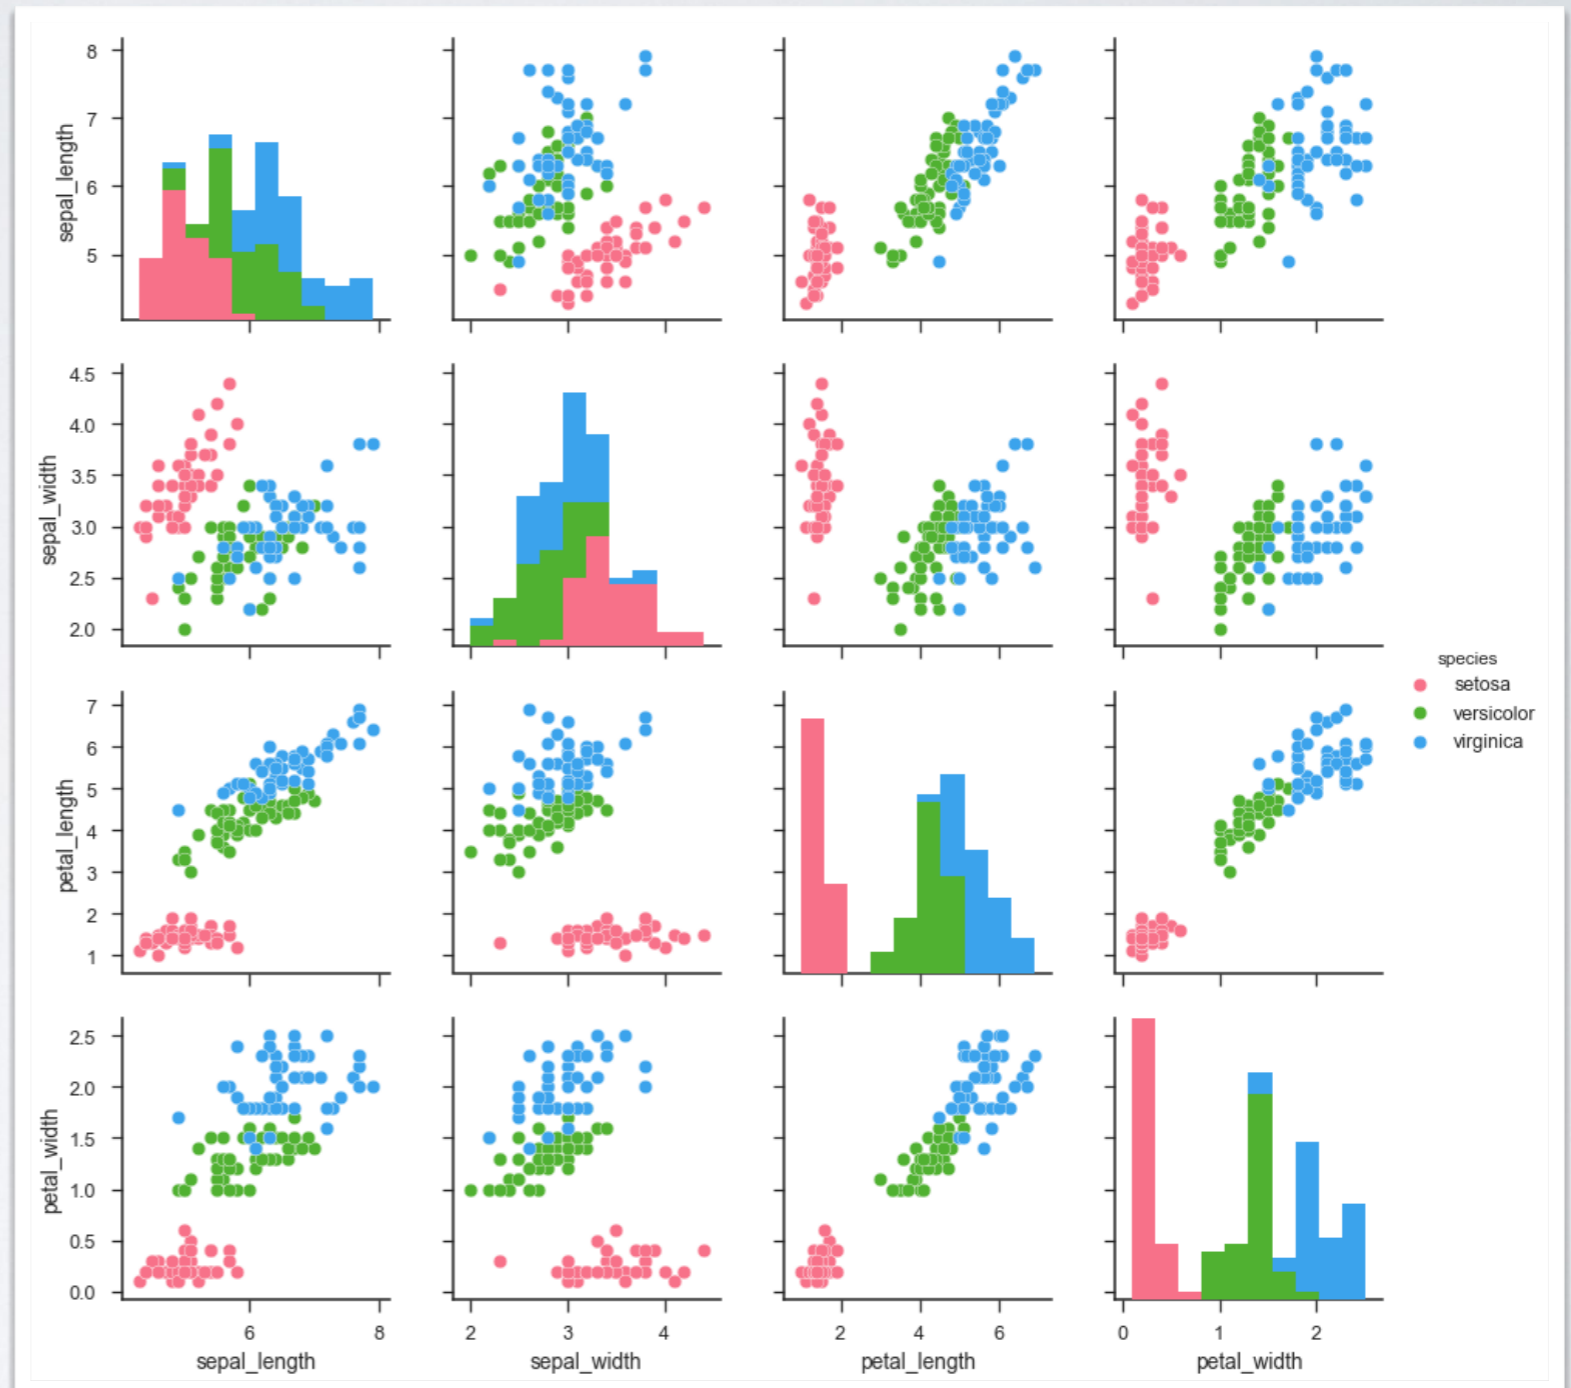 8
7
6
5
sepal_length
4.5
4.0
3.5
3.0
2.5
2.0
sepal_width
species
setosa
versicolor
virginica
7
6
5
4
3
2
1
petal_length
2.5
2.0
1.5
1.0
0.5
0.0
petal_width
6 8 2 3 4 2 4 6 0 1 2
sepal_length sepal_width petal_length petal_width